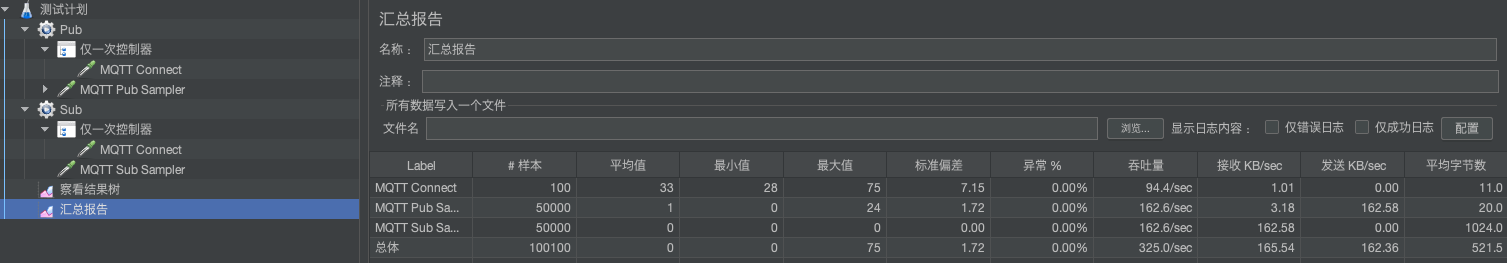 测试计划
Pub
仅一次控制器
MQTT Connect
MQTT Pub Sampler
Sub
仅一次控制器
MQTT Connect
MQTT Sub Sampler
察看结果树
汇总报告
汇总报告
名称： 汇总报告
注释：
所有数据写入一个文件
文件名 浏览... 显示日志内容： 仅错误日志 仅成功日志 配置
Label # 样本 平均值 最小值 最大值 标准偏差 异常 % 吞吐量 接收 KB/sec 发送 KB/sec 平均字节数
MQTT Connect 100 33 28 75 7.15 0.00% 94.4/sec 1.01 0.00 11.0
MQTT Pub Sa... 50000 1 0 24 1.72 0.00% 162.6/sec 3.18 162.58 20.0
MQTT Sub Sa... 50000 0 0 0 0.00 0.00% 162.6/sec 162.58 0.00 1024.0
总体 100100 0 0 75 1.72 0.00% 325.0/sec 165.54 162.36 521.5